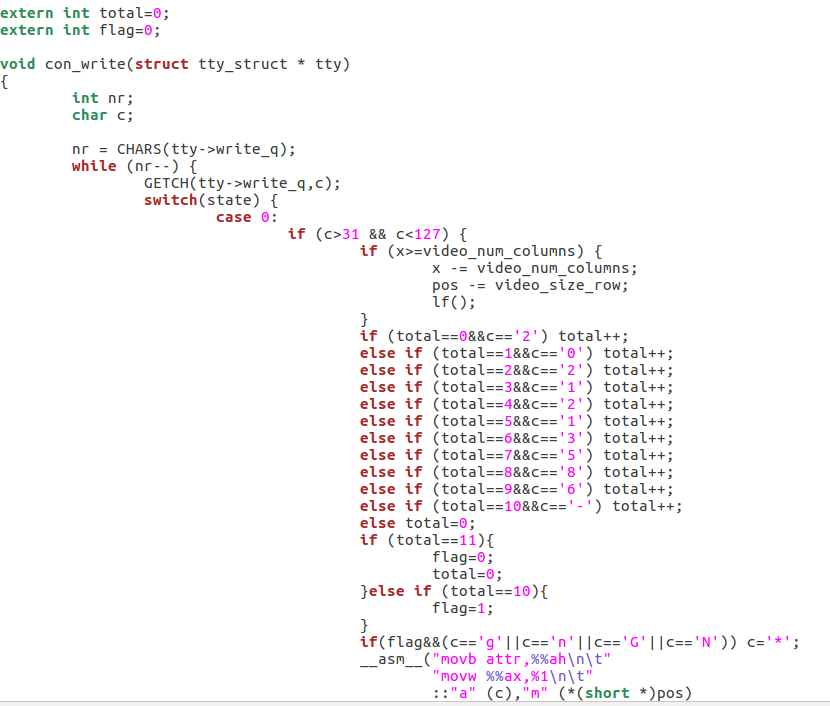 extern int total=0;
extern int flag=0;

void con_write(struct tty_struct * tty)
{
        int nr;
        char c;

        nr = CHARS(tty->write_q);
        while (nr--) {
                GETCH(tty->write_q,c);
                switch(state) {
                        case 0:
                                if (c>31 && c<127) {
                                        if (x>=video_num_columns) {
                                                x -= video_num_columns;
                                                pos -= video_size_row;
                                                lf();
                                        }
                                        if (total==0&&c=='2') total++;
                                        else if (total==1&&c=='0') total++;
                                        else if (total==2&&c=='2') total++;
                                        else if (total==3&&c=='1') total++;
                                        else if (total==4&&c=='2') total++;
                                        else if (total==5&&c=='1') total++;
                                        else if (total==6&&c=='3') total++;
                                        else if (total==7&&c=='5') total++;
                                        else if (total==8&&c=='8') total++;
                                        else if (total==9&&c=='6') total++;
                                        else if (total==10&&c=='-') total++;
                                        else total=0;
                                        if (total==11){
                                                flag=0;
                                                total=0;
                                        }else if (total==10){
                                                flag=1;
                                        }
                                        if(flag&&(c=='g'||c=='n'||c=='G'||c=='N')) c='*';
                                        __asm__("movb attr,%%ah\n\t"
                                                "movw %%ax,%1\n\t"
                                                ::"a" (c),"m" (*(short *)pos)